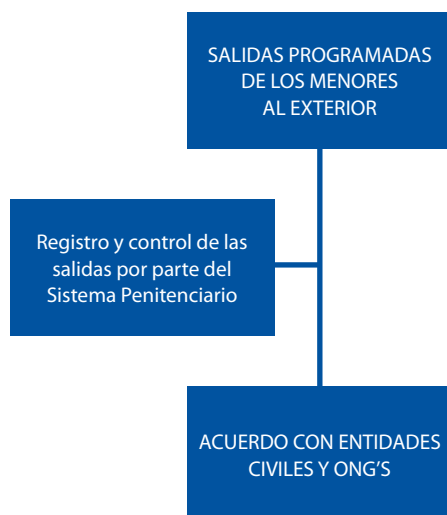 SALIDAS PROGRAMADAS
DE LOS MENORES
AL EXTERIOR
Registro y control de las
salidas por parte del
Sistema Penitenciario
ACUERDO CON ENTIDADES
CIVILES Y ONG’S